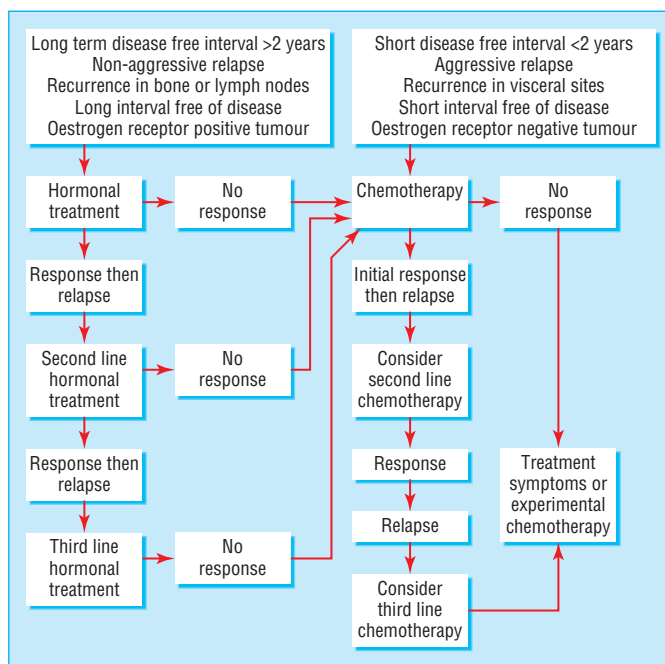 Long term disease free interval >2 years
Non-aggressive relapse
Recurrence in bone or lymph nodes
Long interval free of disease
Oestrogen receptor positive tumour
Short disease free interval <2 years
Aggressive relapse
Recurrence in visceral sites
Short interval free of disease
Oestrogen receptor negative tumour
Hormonal
treatment
No
response
Chemotherapy
No
response
Response then
relapse
Initial response
then relapse
Second line
hormonal
treatment
No
response
Consider
second line
chemotherapy
Response then
relapse
Response
Treatment
symptoms or
experimental
chemotherapy
Relapse
Third line
hormonal
treatment
No
response
Consider
third line
chemotherapy